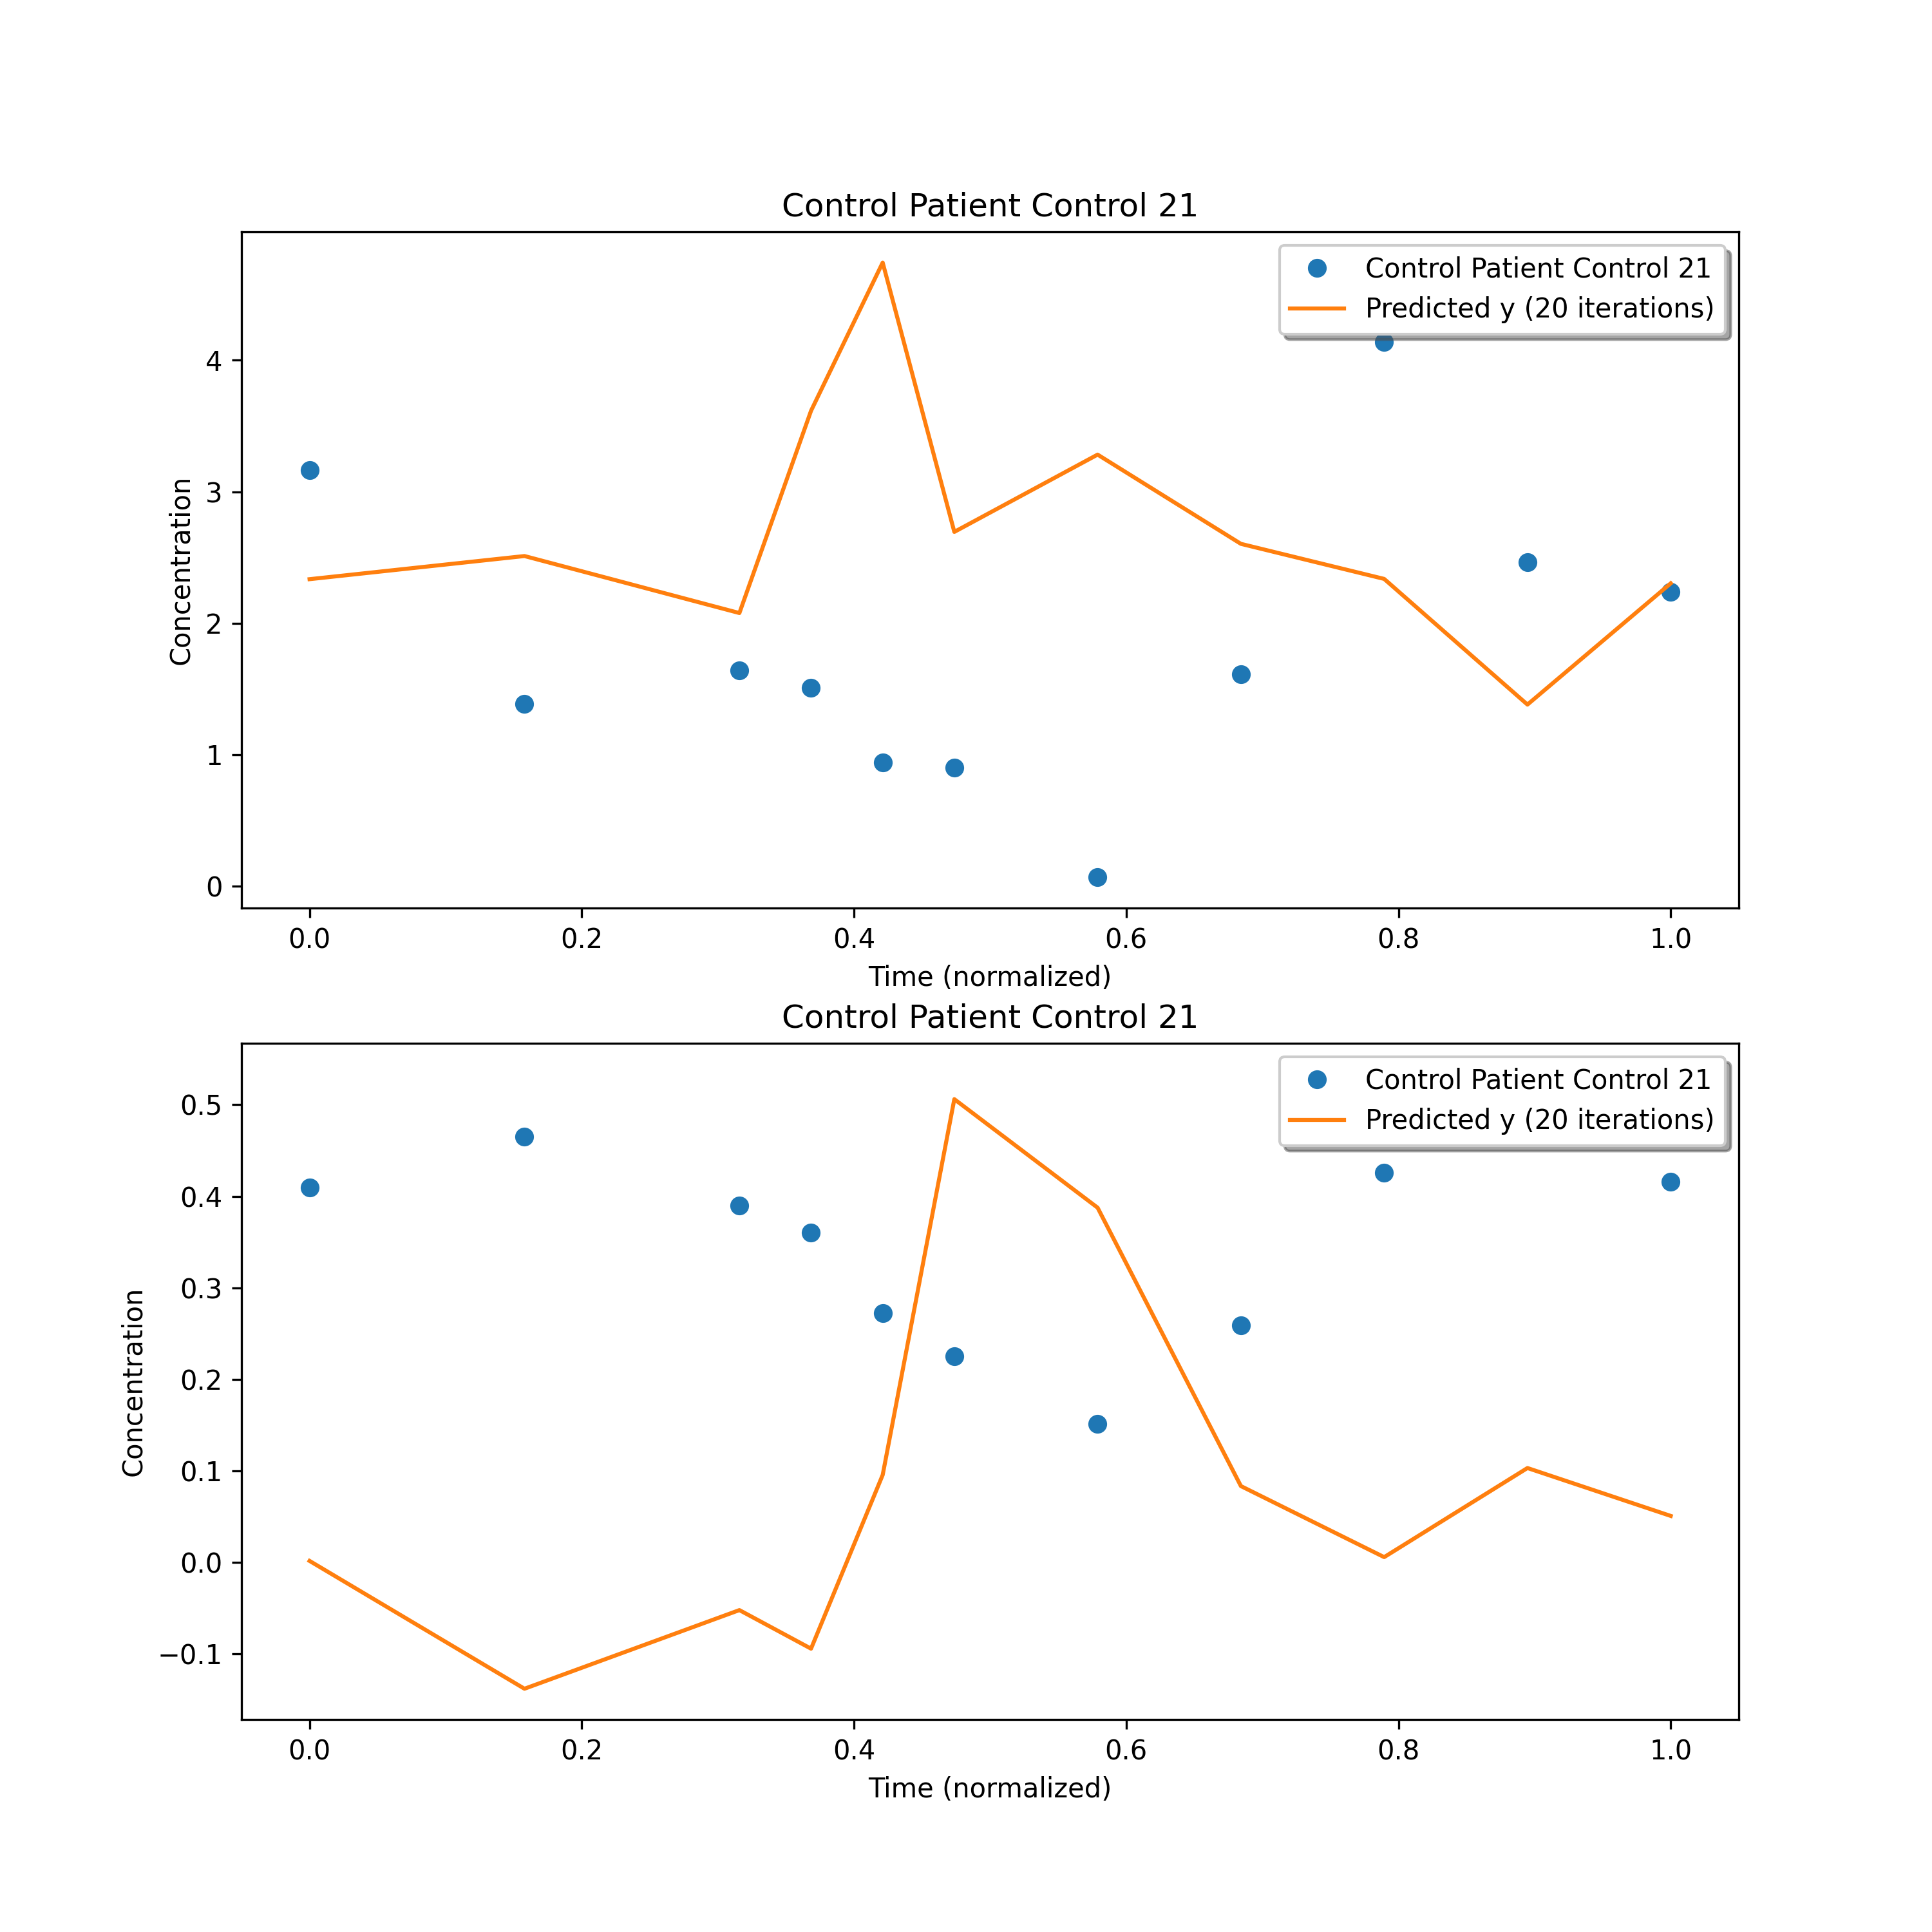 Control Patient Control 21
Control Patient Control 21
Predicted y (20 iterations)
4
3
2
1
0
Concentration
0.0 0.2 0.4 0.6 0.8 1.0
Time (normalized)
Control Patient Control 21
Control Patient Control 21
Predicted y (20 iterations)
0.5
0.4
0.3
0.2
0.1
0.0
−0.1
Concentration
0.0 0.2 0.4 0.6 0.8 1.0
Time (normalized)